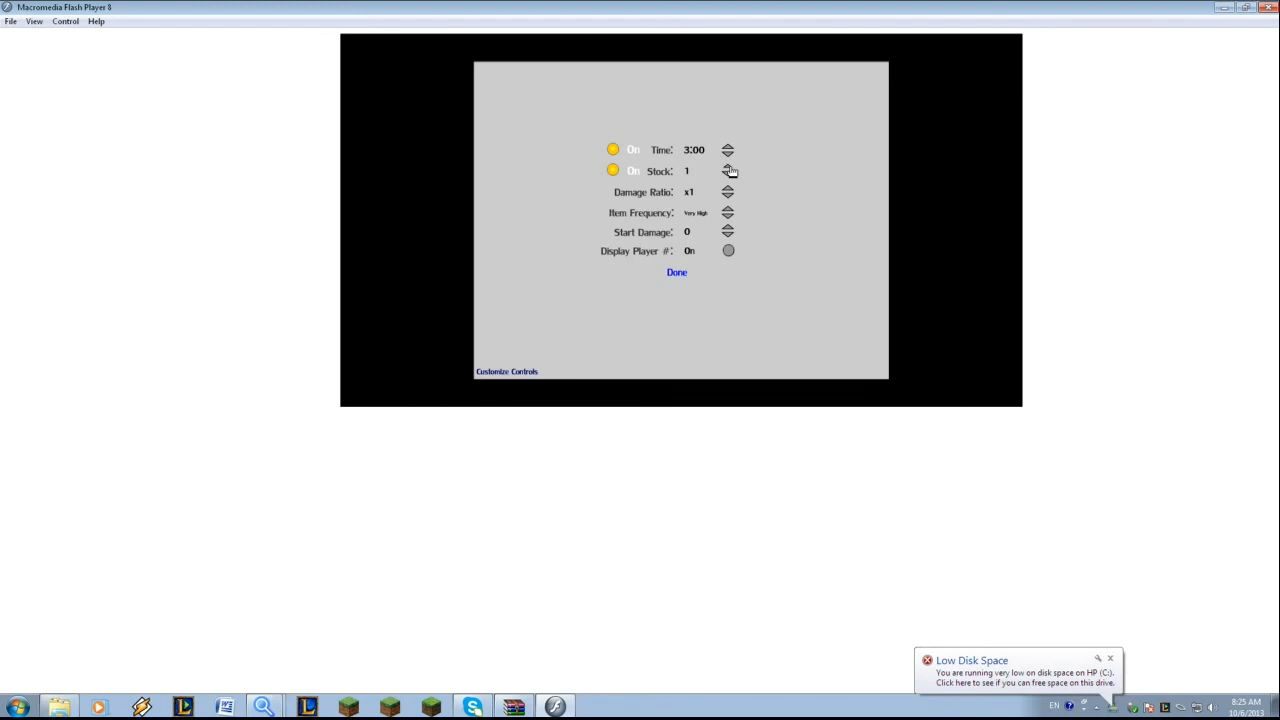 Macromedia Flash Player 8
File View Control Help
On Time: 3:00
On Stock: 1
Damage Ratio: x1
Item Frequency: Very High
Start Damage: 0
Display Player #: On
Done
Customize Controls
Low Disk Space
You are running very low on disk space on HP (C:).
Click here to see if you can free space on this drive.
EN
8:25 AM
10/6/2013